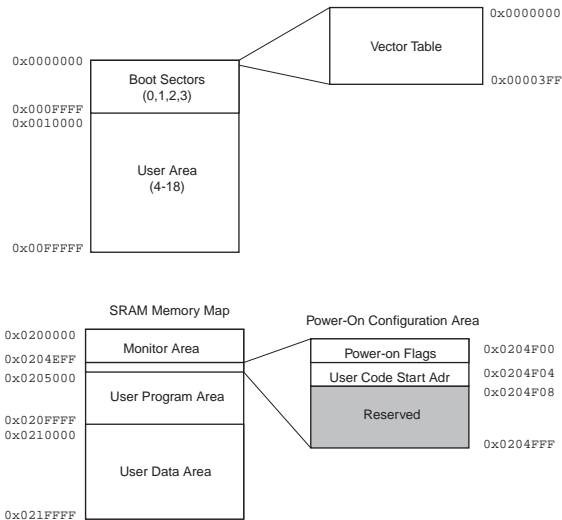 0x0000000
Vector Table
0x00003FF
0x0000000
Boot Sectors
(0,1,2,3)
0x000FFFF
0x0010000
User Area
(4-18)
0x00FFFFF
SRAM Memory Map
0x0200000
Monitor Area
0x0204EFF
0x0205000
User Program Area
0x020FFFF
0x0210000
User Data Area
0x021FFFF
Power-On Configuration Area
Power-on Flags
0x0204F00
User Code Start Adr
0x0204F04
0x0204F08
Reserved
0x0204FFF